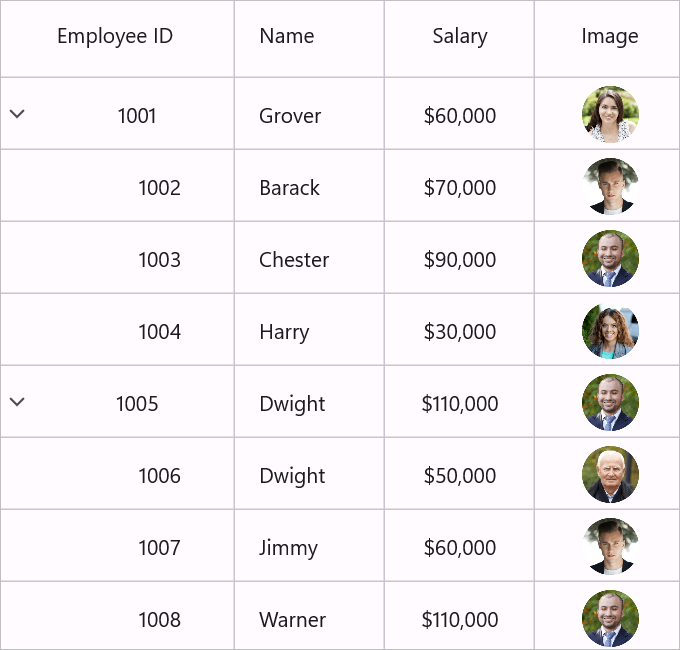 Employee ID Name Salary Image
1001 Grover $60,000
1002 Barack $70,000
1003 Chester $90,000
1004 Harry $30,000
1005 Dwight $110,000
1006 Dwight $50,000
1007 Jimmy $60,000
1008 Warner $110,000